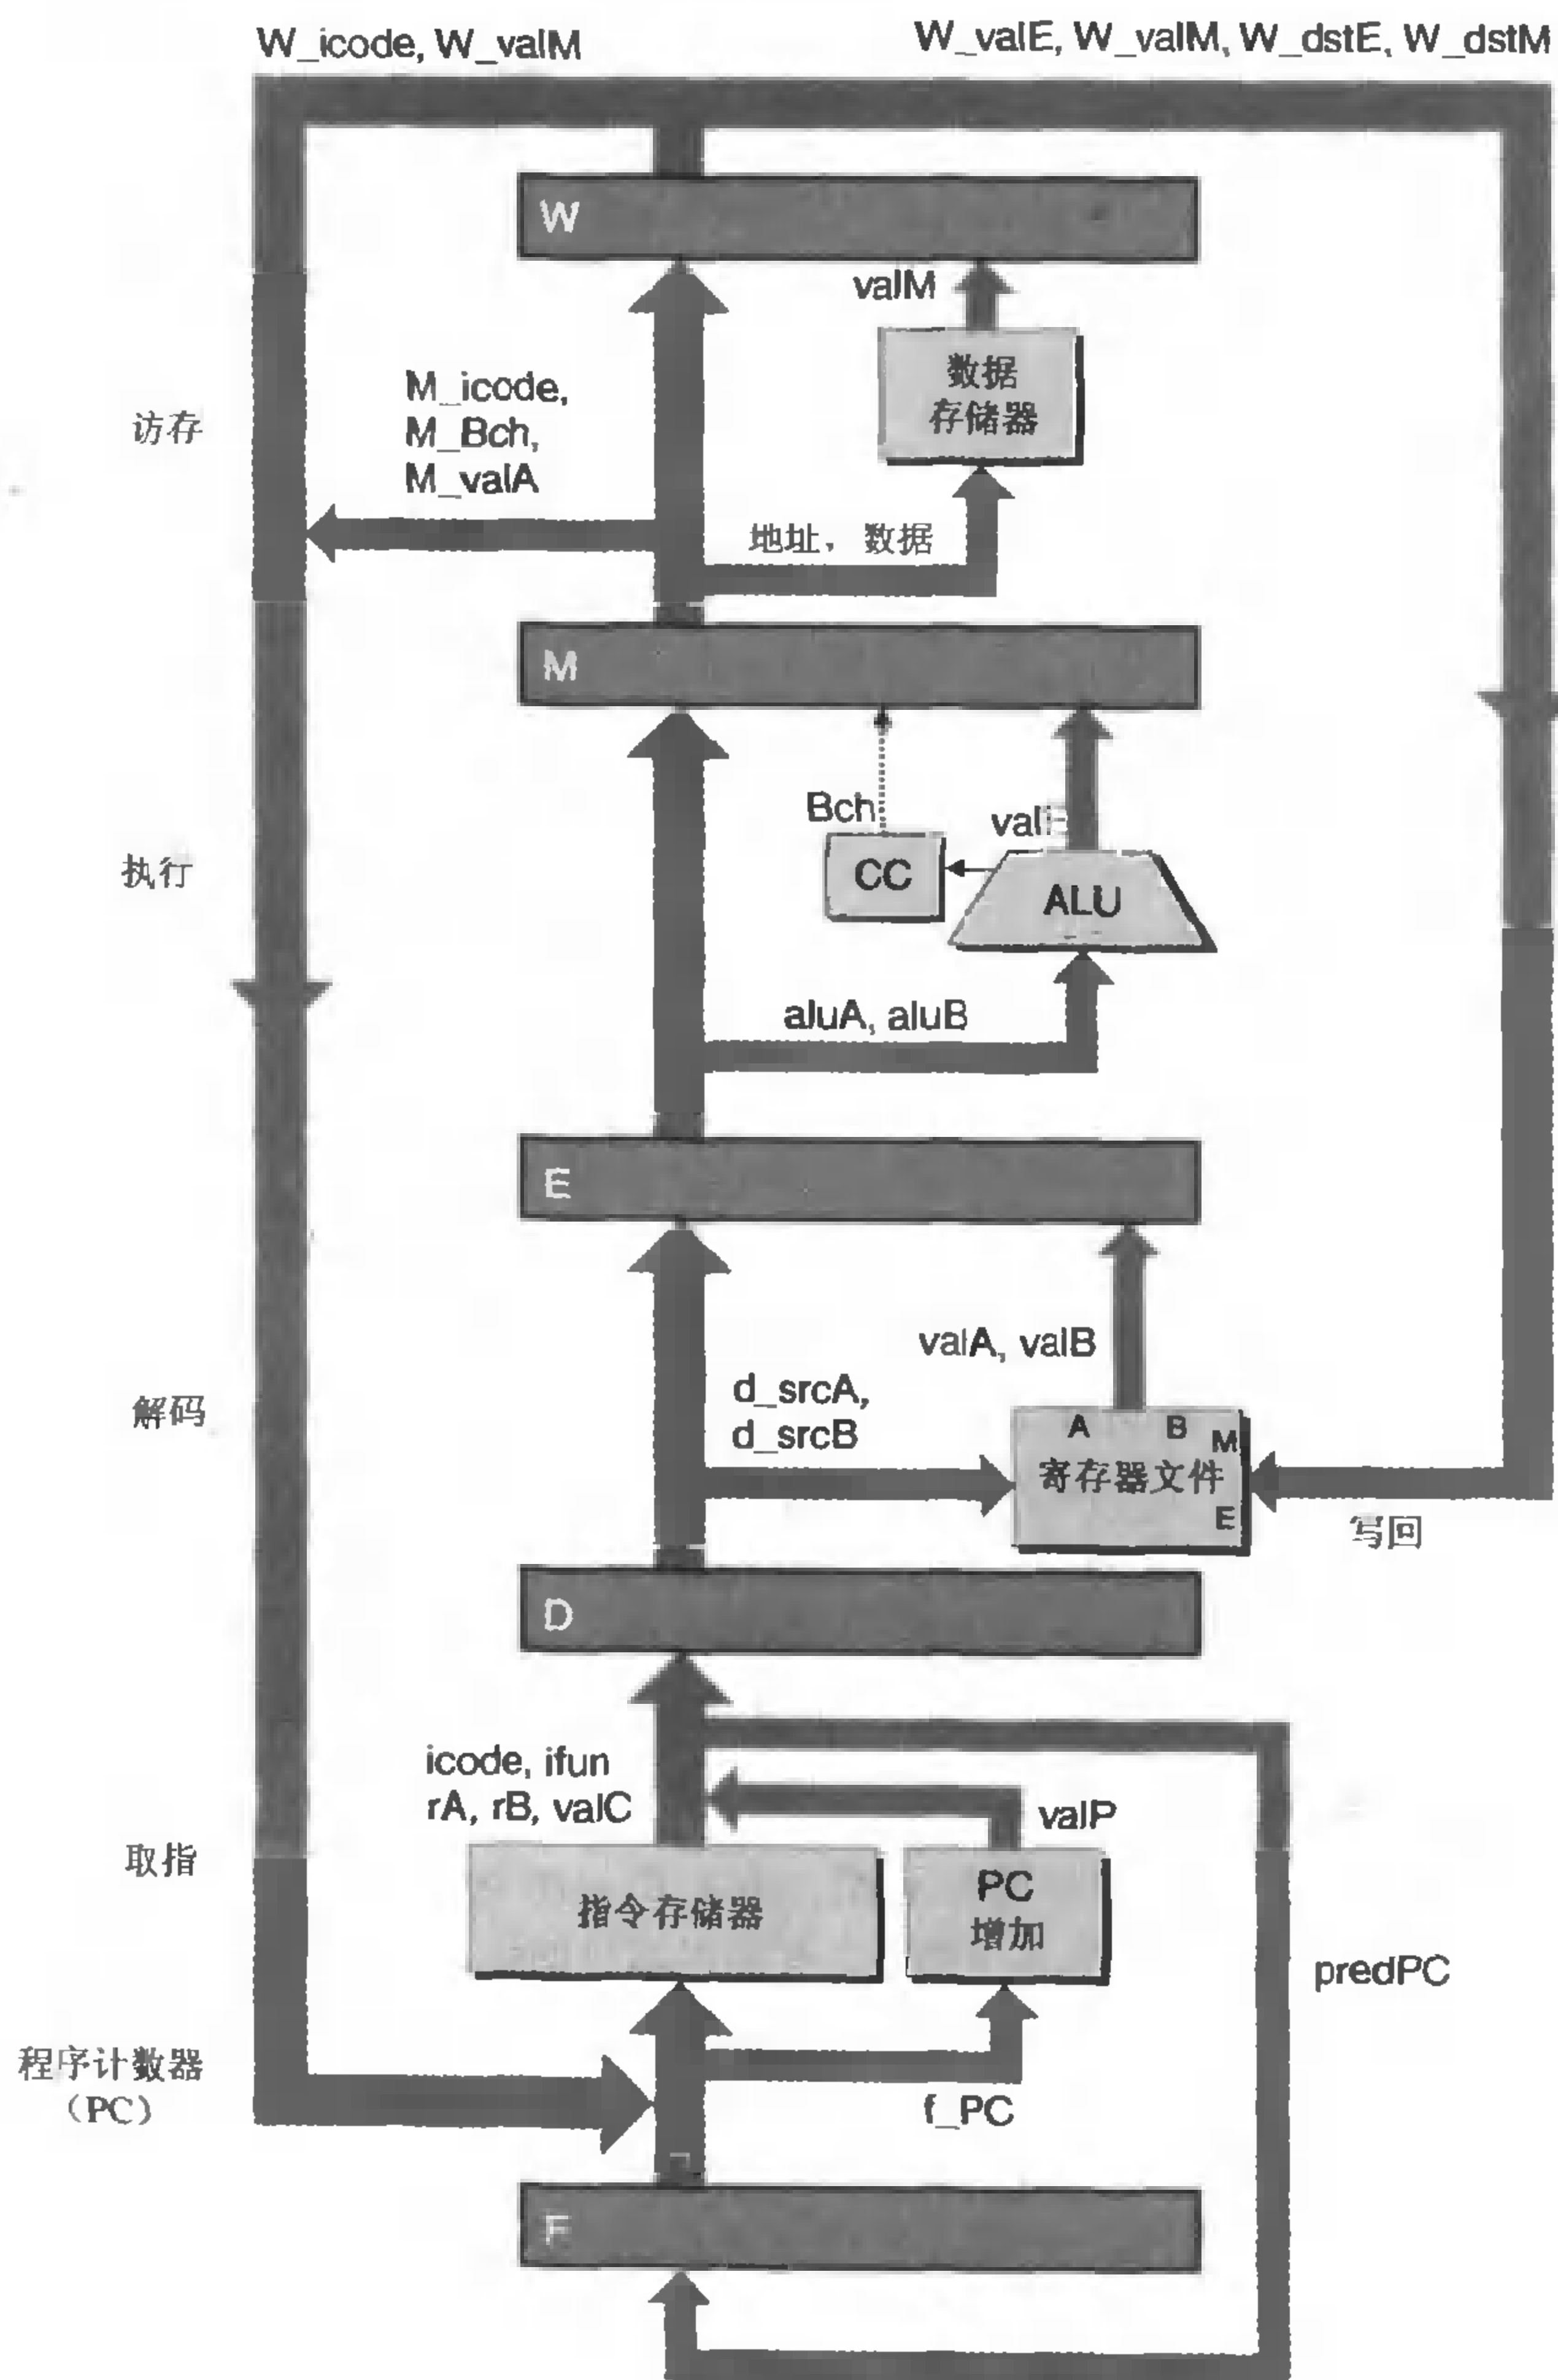 W_icode, W_valM
W_valE, W_valM, W_dstE, W_dstM
W
valM
数据
存储器
M_icode,
M_Bch,
M_valA
访存
地址，数据
M
Bch
CC
ALU
执行
aluA, aluB
E
valA, valB
d_srcA,
d_srcB
解码
A B M
寄存器文件
E
写回
D
icode, ifun
rA, rB, valC
valP
取指
指令存储器
PC
增加
predPC
程序计数器
（PC）
f_PC
F